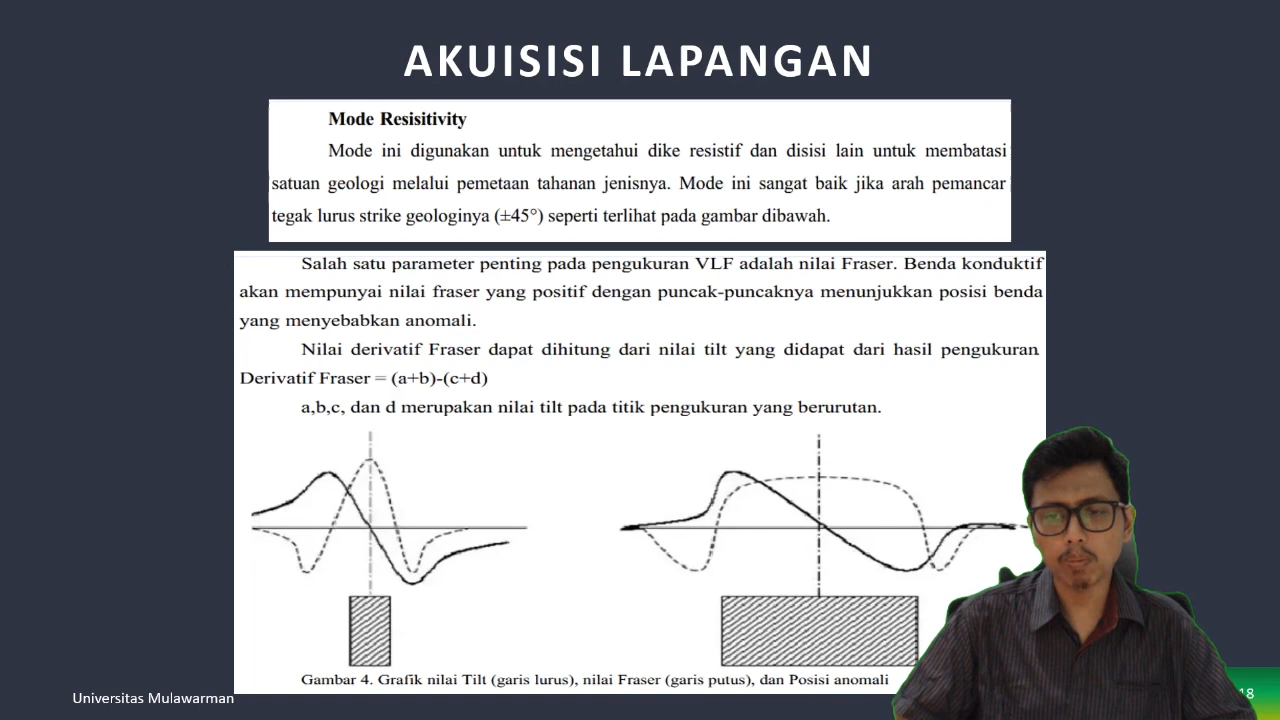 AKUISISI LAPANGAN
Mode Resisitivity
Mode ini digunakan untuk mengetahui dike resistif dan disisi lain untuk membatasi
satuan geologi melalui pemetaan tahanan jenisnya. Mode ini sangat baik jika arah pemancar
tegak lurus strike geologinya (±45°) seperti terlihat pada gambar dibawah.
Salah satu parameter penting pada pengukuran VLF adalah nilai Fraser. Benda konduktif
akan mempunyai nilai fraser yang positif dengan puncak-puncaknya menunjukkan posisi benda
yang menyebabkan anomali.
Nilai derivatif Fraser dapat dihitung dari nilai tilt yang didapat dari hasil pengukuran
Derivatif Fraser = (a+b)-(c+d)
a,b,c, dan d merupakan nilai tilt pada titik pengukuran yang berurutan.
Gambar 4. Grafik nilai Tilt (garis lurus), nilai Fraser (garis putus), dan Posisi anomali
Universitas Mulawarman
18